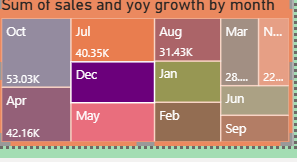 Sum of sales and yoy growth by month
Oct
53.03K
Apr
42.16K
Jul
40.35K
Dec
May
Aug
31.43K
Jan
Feb
Mar
28....
N...
22...
Jun
Sep